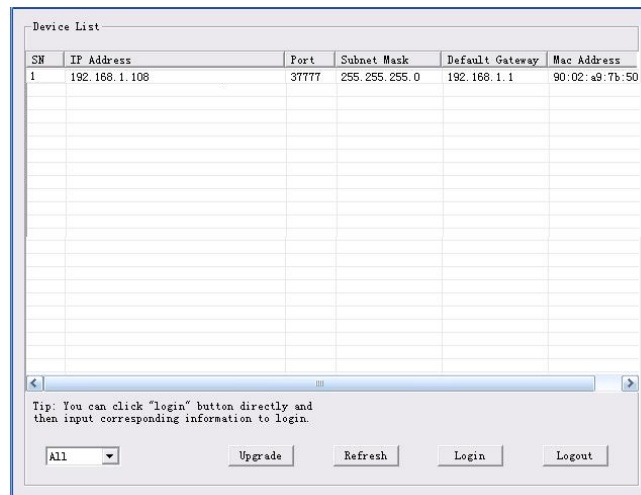 Device List
SN IP Address Port Subnet Mask Default Gateway Mac Address
1 192.168.1.108 37777 255.255.255.0 192.168.1.1 90:02:a9:7b:50
Tip: You can click "login" button directly and
then input corresponding information to login.
All Upgrade Refresh Login Logout